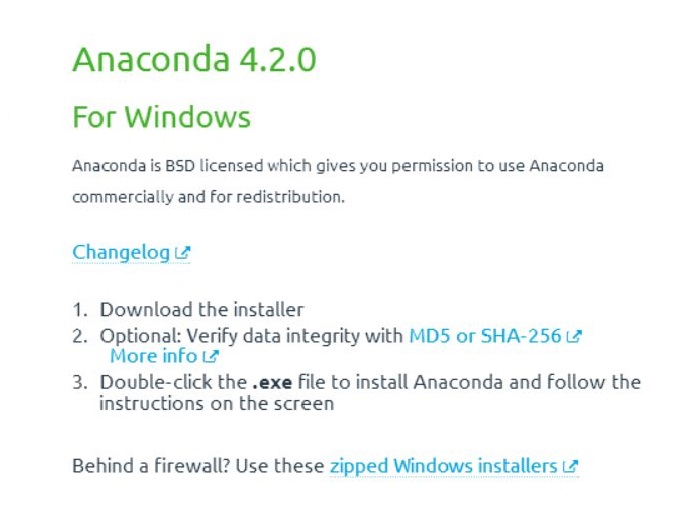 Anaconda 4.2.0
For Windows
Anaconda is BSD licensed which gives you permission to use Anaconda
commercially and for redistribution.
Changelog
1. Download the installer
2. Optional: Verify data integrity with MD5 or SHA-256
More info
3. Double-click the .exe file to install Anaconda and follow the
instructions on the screen
Behind a firewall? Use these zipped Windows installers